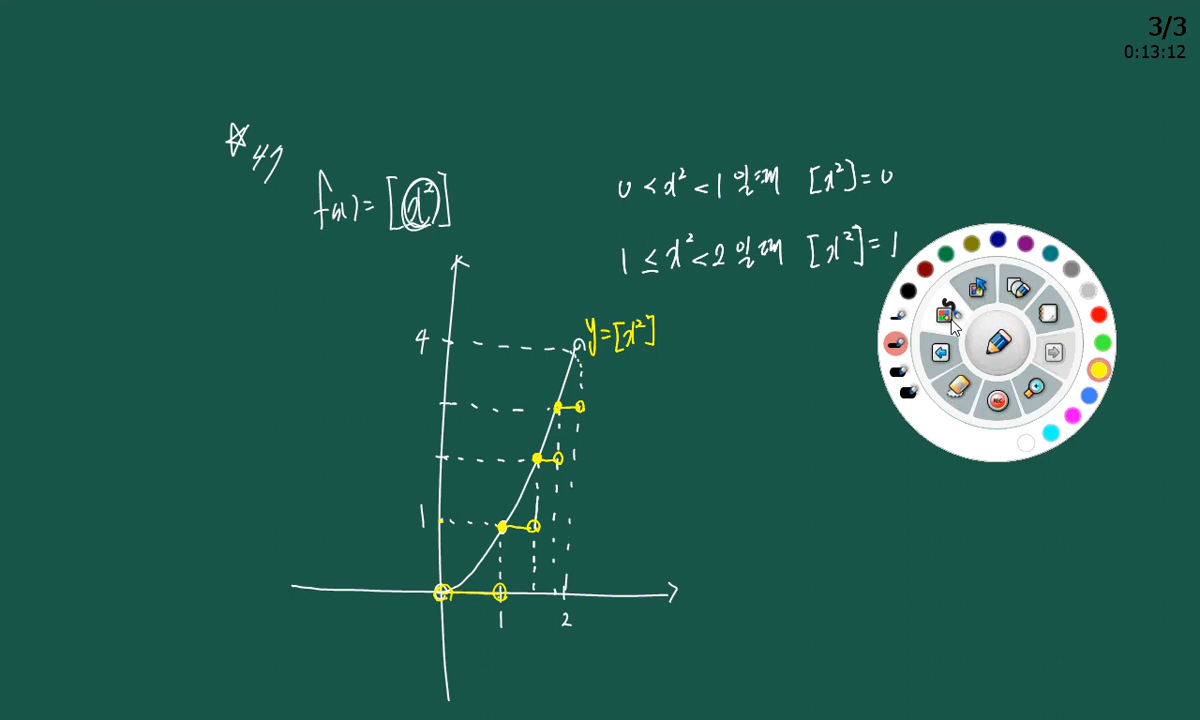 3/3
0:13:12
☆ 47
f(x) = [x²]
0 < x² < 1 일때 [x²] = 0
1 ≤ x² < 2 일때 [x²] = 1
y = [x²]
4
1
1 2
REC